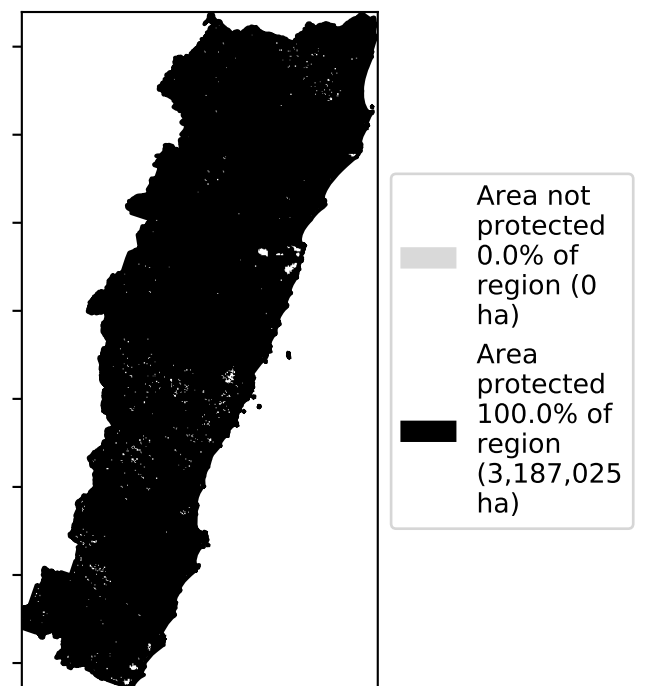 Area not
protected
0.0% of
region (0
ha)
Area
protected
100.0% of
region
(3,187,025
ha)